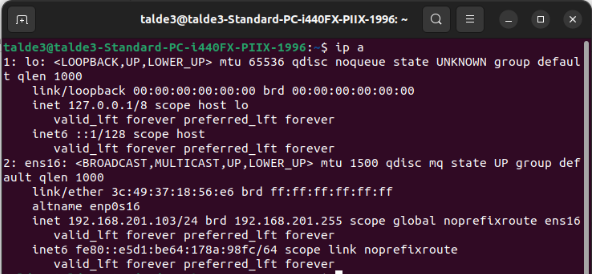 talde3@talde3-Standard-PC-i440FX-PIIX-1996: ~
talde3@talde3-Standard-PC-i440FX-PIIX-1996:~$ ip a
1: lo: <LOOPBACK,UP,LOWER_UP> mtu 65536 qdisc noqueue state UNKNOWN group defaul
t qlen 1000
    link/loopback 00:00:00:00:00:00 brd 00:00:00:00:00:00
    inet 127.0.0.1/8 scope host lo
       valid_lft forever preferred_lft forever
    inet6 ::1/128 scope host
       valid_lft forever preferred_lft forever
2: ens16: <BROADCAST,MULTICAST,UP,LOWER_UP> mtu 1500 qdisc mq state UP group def
ault qlen 1000
    link/ether 3c:49:37:18:56:e6 brd ff:ff:ff:ff:ff:ff
    altname enp0s16
    inet 192.168.201.103/24 brd 192.168.201.255 scope global noprefixroute ens16
       valid_lft forever preferred_lft forever
    inet6 fe80::e5d1:be64:178a:98fc/64 scope link noprefixroute
       valid_lft forever preferred_lft forever